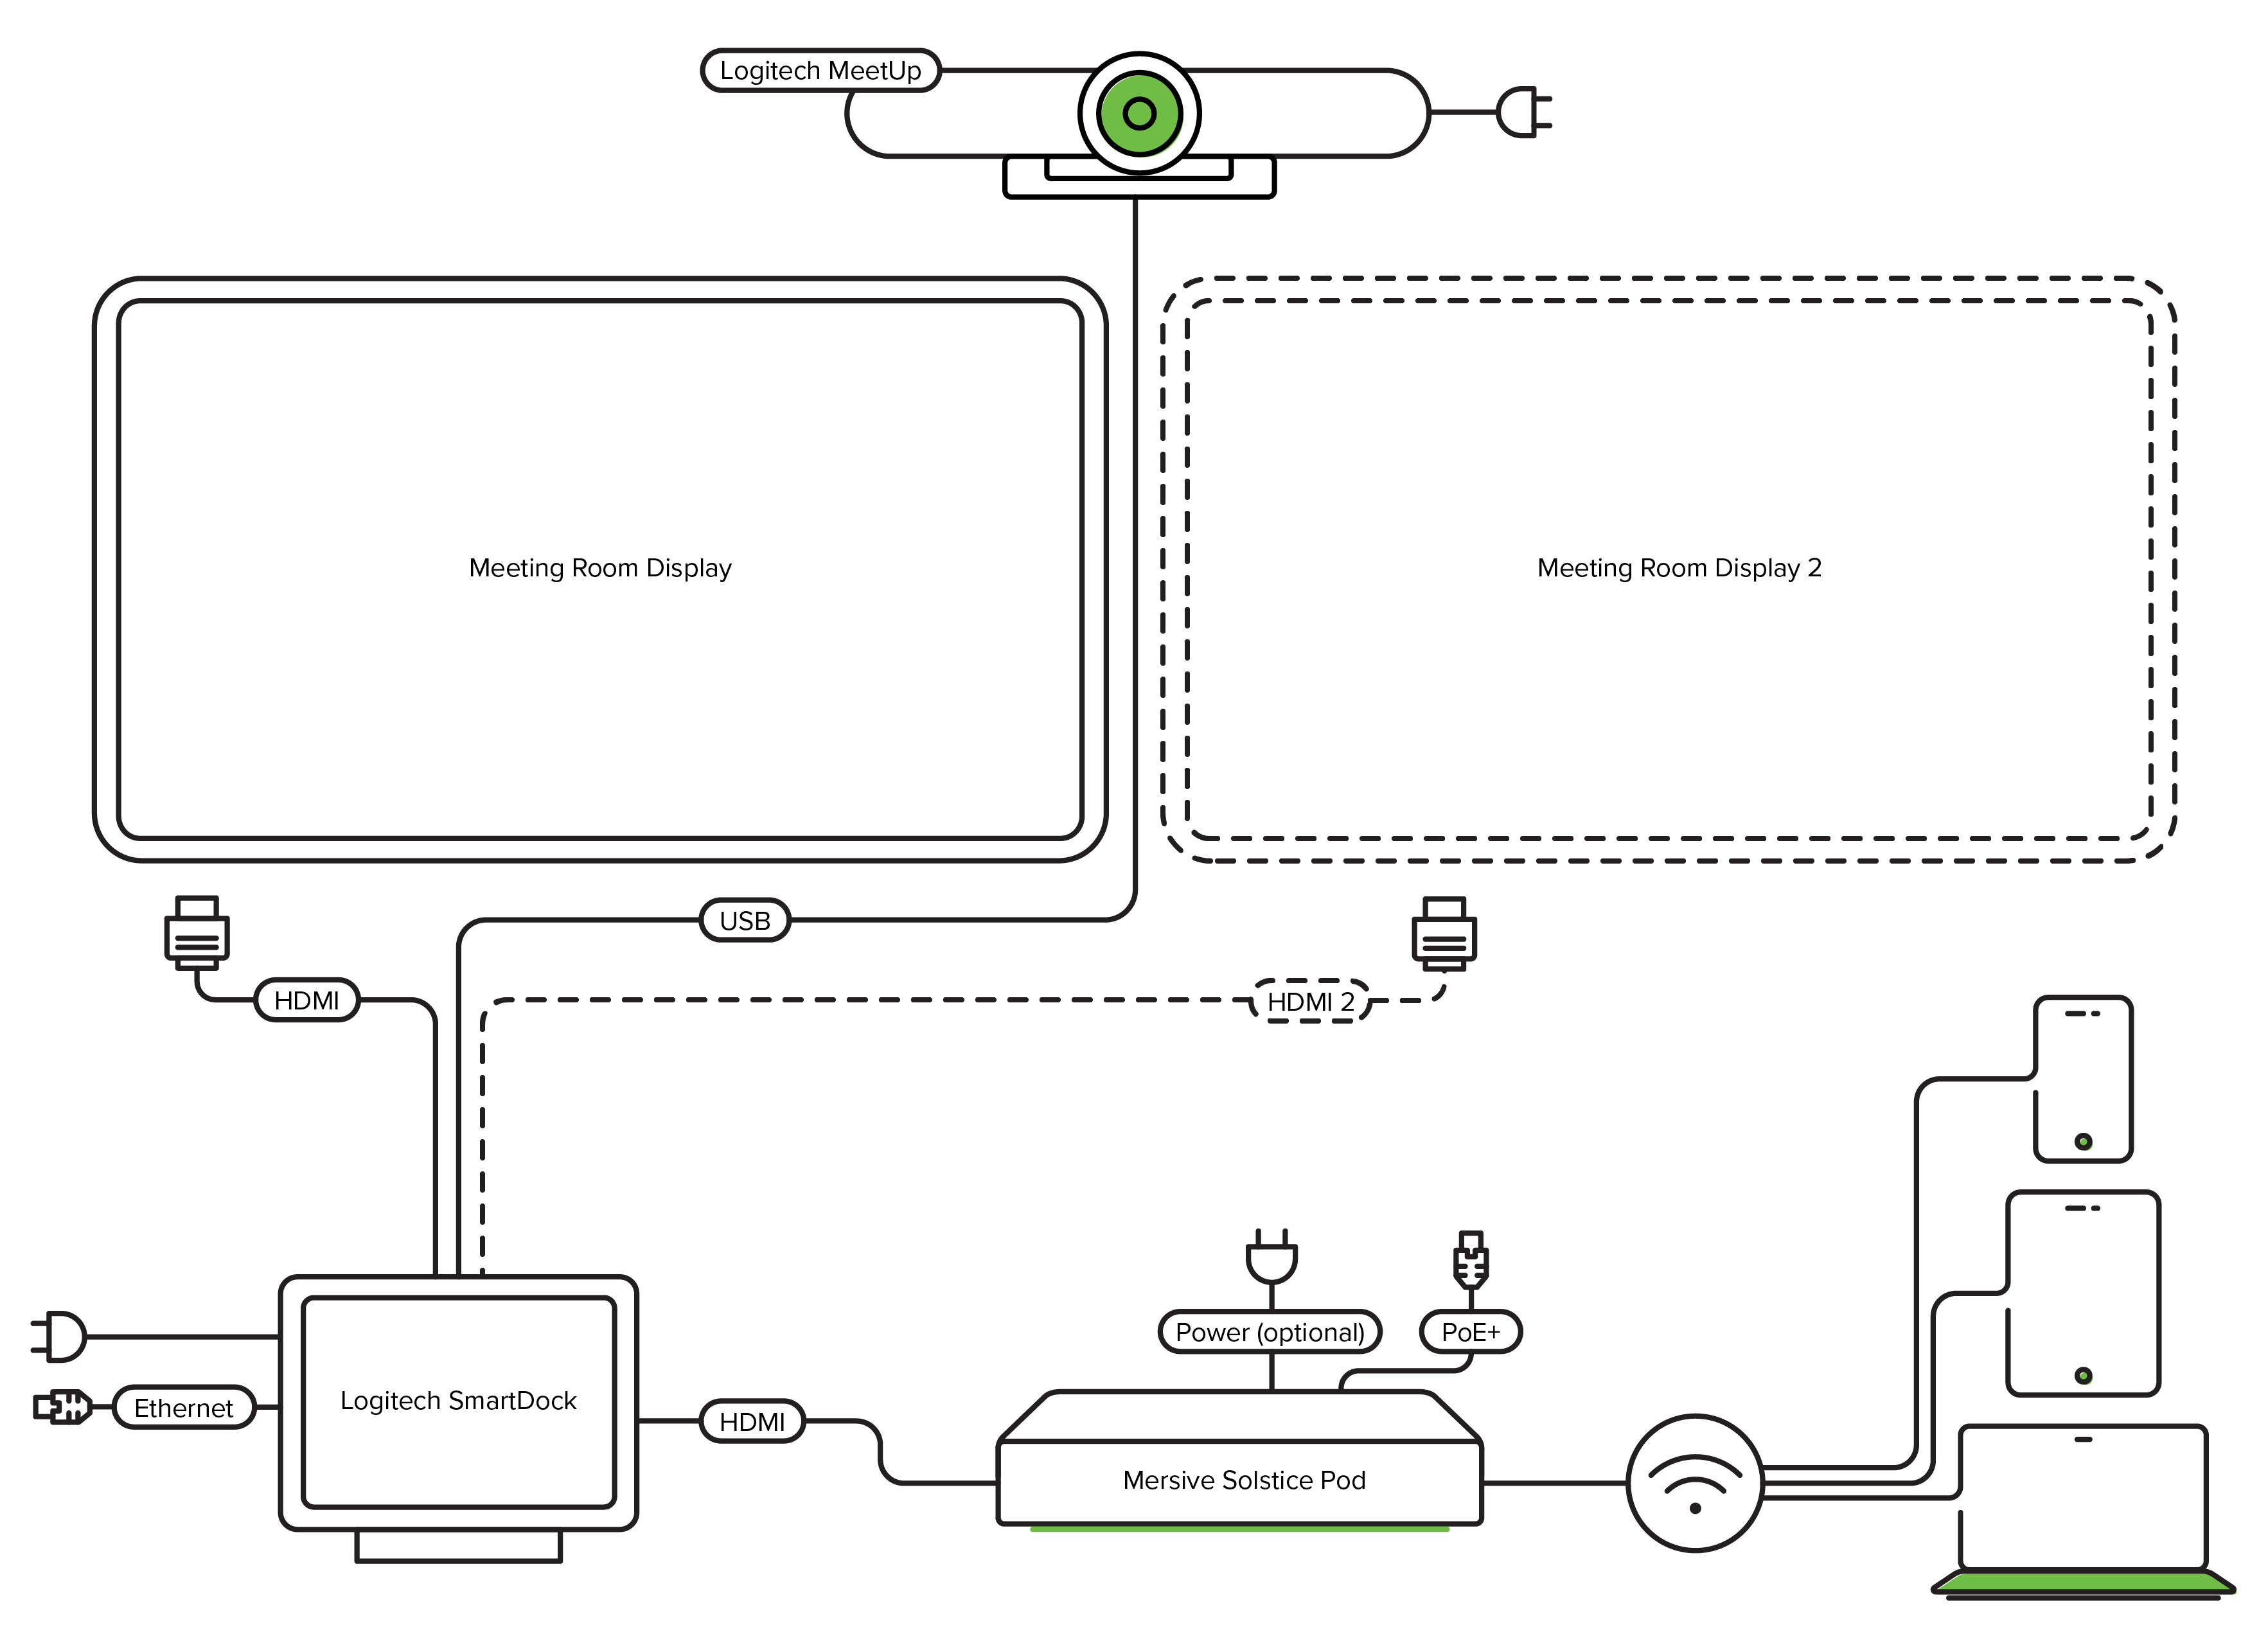 Logitech MeetUp
Meeting Room Display
Meeting Room Display 2
USB
HDMI
HDMI 2
Power (optional)
PoE+
Logitech SmartDock
Ethernet
HDMI
Mersive Solstice Pod